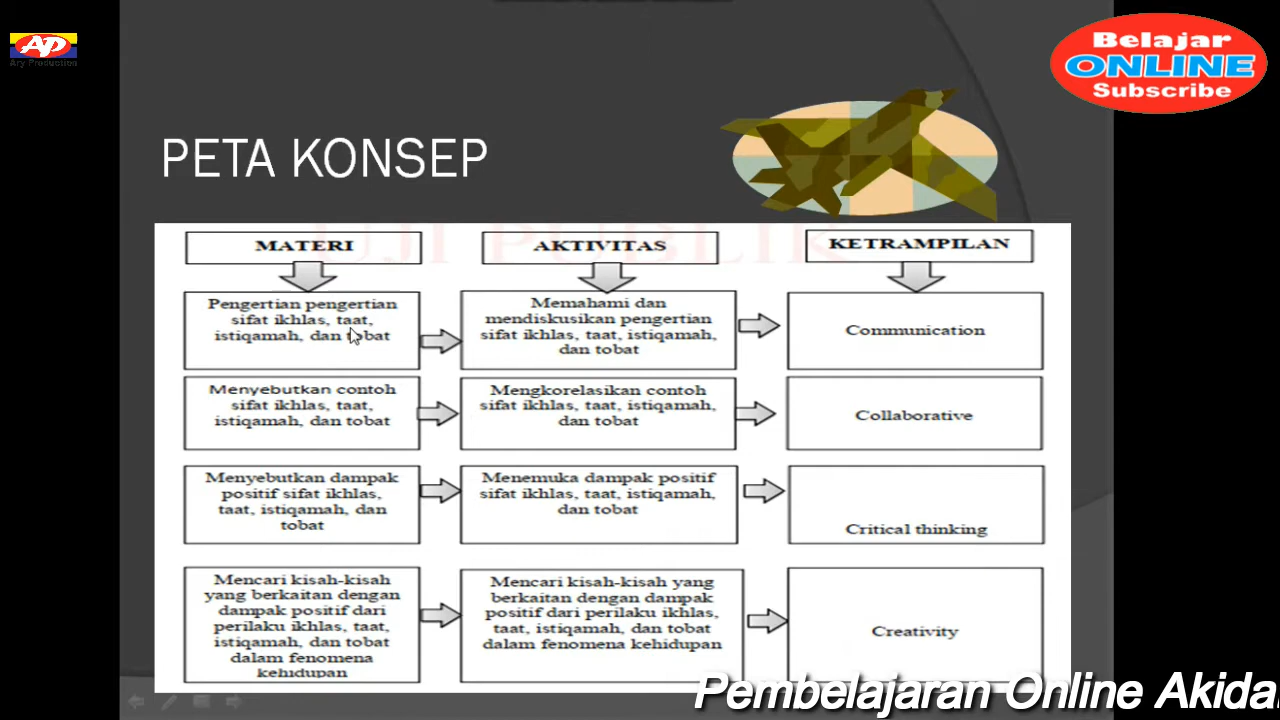 AP
Ary Production
Belajar
ONLINE
Subscribe
PETA KONSEP
UJI PUBLIK
MATERI
AKTIVITAS
KETRAMPILAN
Pengertian pengertian
sifat ikhlas, taat,
istiqamah, dan tobat
Memahami dan
mendiskusikan pengertian
sifat ikhlas, taat, istiqamah,
dan tobat
Communication
Menyebutkan contoh
sifat ikhlas, taat,
istiqamah, dan tobat
Mengkorelasikan contoh
sifat ikhlas, taat, istiqamah,
dan tobat
Collaborative
Menyebutkan dampak
positif sifat ikhlas,
taat, istiqamah, dan
tobat
Menemuka dampak positif
sifat ikhlas, taat, istiqamah,
dan tobat
Critical thinking
Mencari kisah-kisah
yang berkaitan dengan
dampak positif dari
perilaku ikhlas, taat,
istiqamah, dan tobat
dalam fenomena
kehidupan
Mencari kisah-kisah yang
berkaitan dengan dampak
positif dari perilaku ikhlas,
taat, istiqamah, dan tobat
dalam fenomena kehidupan
Creativity
Pembelajaran Online Akida